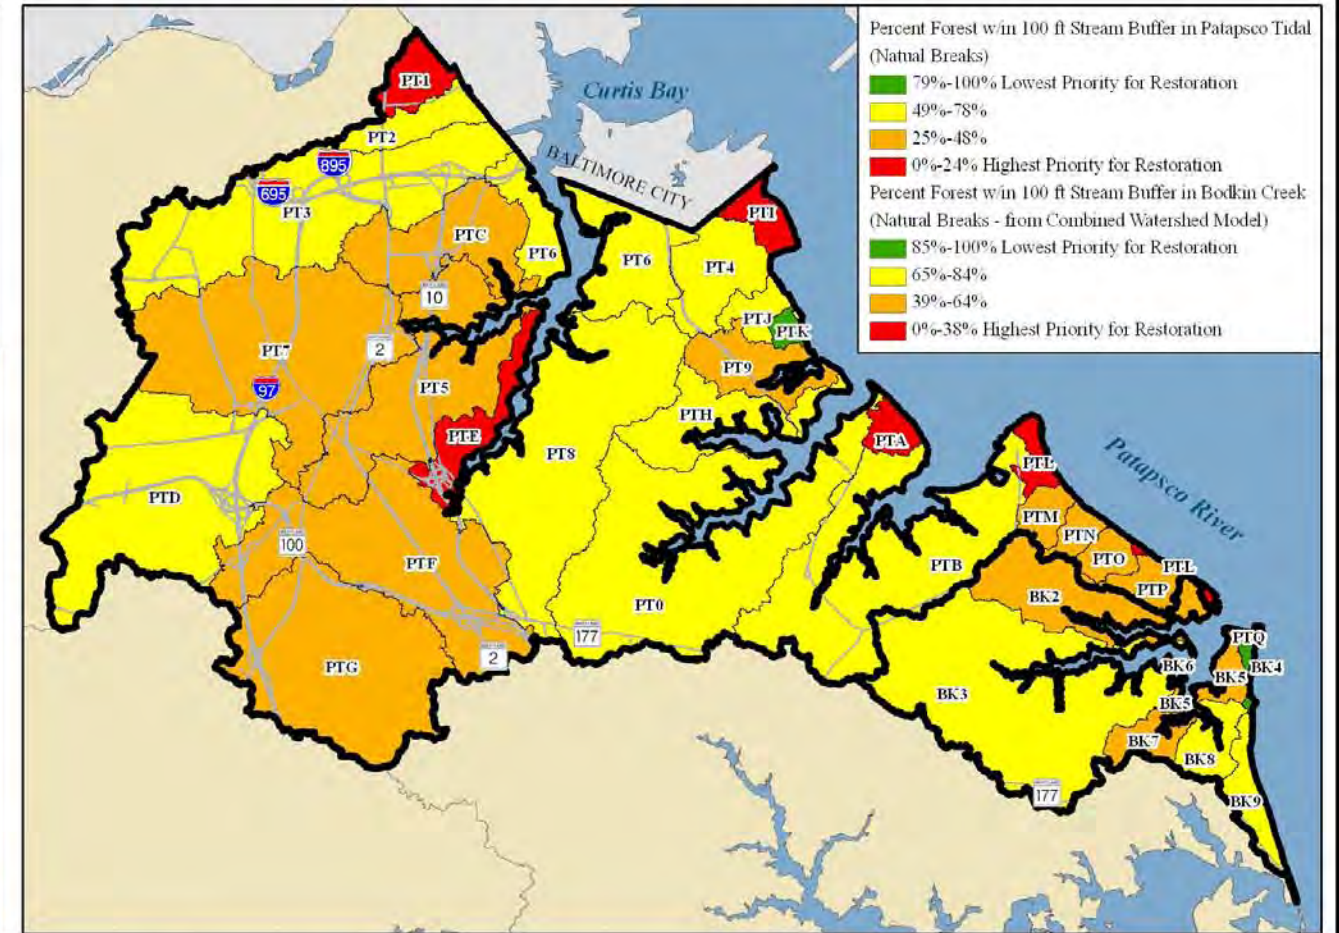 Percent Forest w/in 100 ft Stream Buffer in Patapsco Tidal
(Natual Breaks)
79%-100% Lowest Priority for Restoration
49%-78%
25%-48%
0%-24% Highest Priority for Restoration
Percent Forest w/in 100 ft Stream Buffer in Bodkin Creek
(Natural Breaks - from Combined Watershed Model)
85%-100% Lowest Priority for Restoration
65%-84%
39%-64%
0%-38% Highest Priority for Restoration
Curtis Bay
BALTIMORE CITY
Patapsco River
PT1
PT2
895
695
PT3
PTC
PT6
10
2
PT7
97
PT5
PTE
PTD
100
PTF
PTG
2
177
PT6
PT4
PTI
PTJ
PTK
PT9
PTH
PT8
PT0
PTA
PTB
PTL
PTM
PTN
PTO
PTL
PTP
BK2
PTQ
BK4
BK6
BK5
BK3
BK5
BK7
BK8
BK9
177